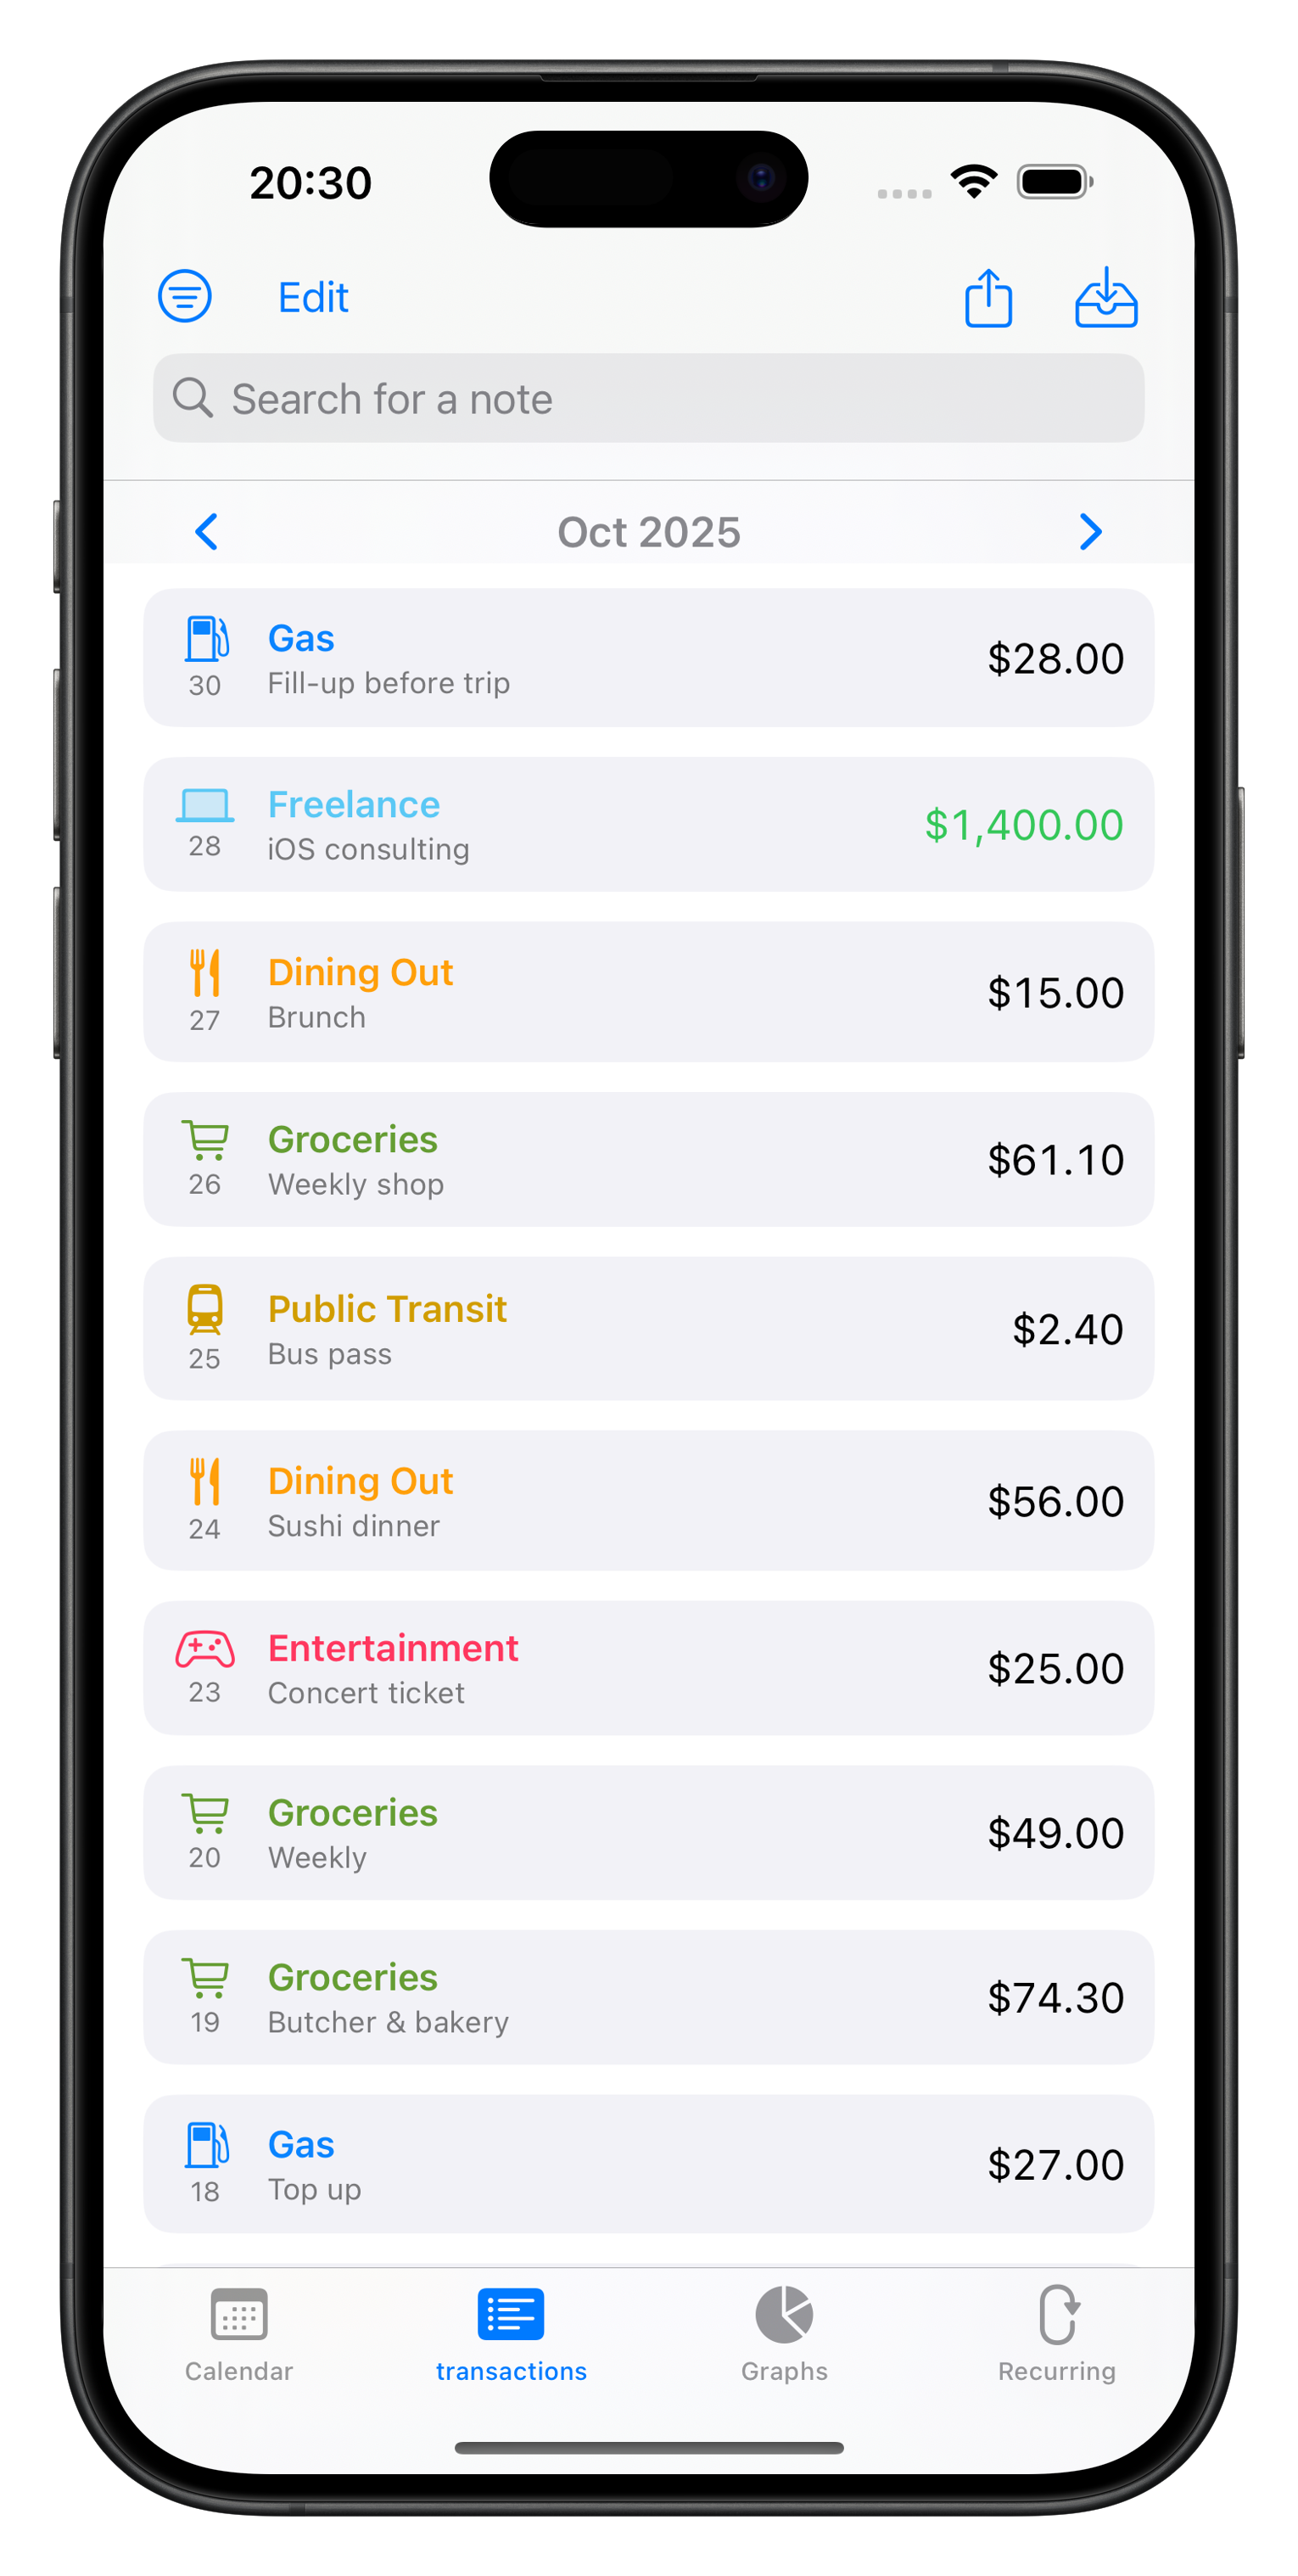 20:30
Edit
Search for a note
Oct 2025
Gas
30
Fill-up before trip
$28.00
Freelance
28
iOS consulting
$1,400.00
Dining Out
27
Brunch
$15.00
Groceries
26
Weekly shop
$61.10
Public Transit
25
Bus pass
$2.40
Dining Out
24
Sushi dinner
$56.00
Entertainment
23
Concert ticket
$25.00
Groceries
20
Weekly
$49.00
Groceries
19
Butcher & bakery
$74.30
Gas
18
Top up
$27.00
Calendar
transactions
Graphs
Recurring